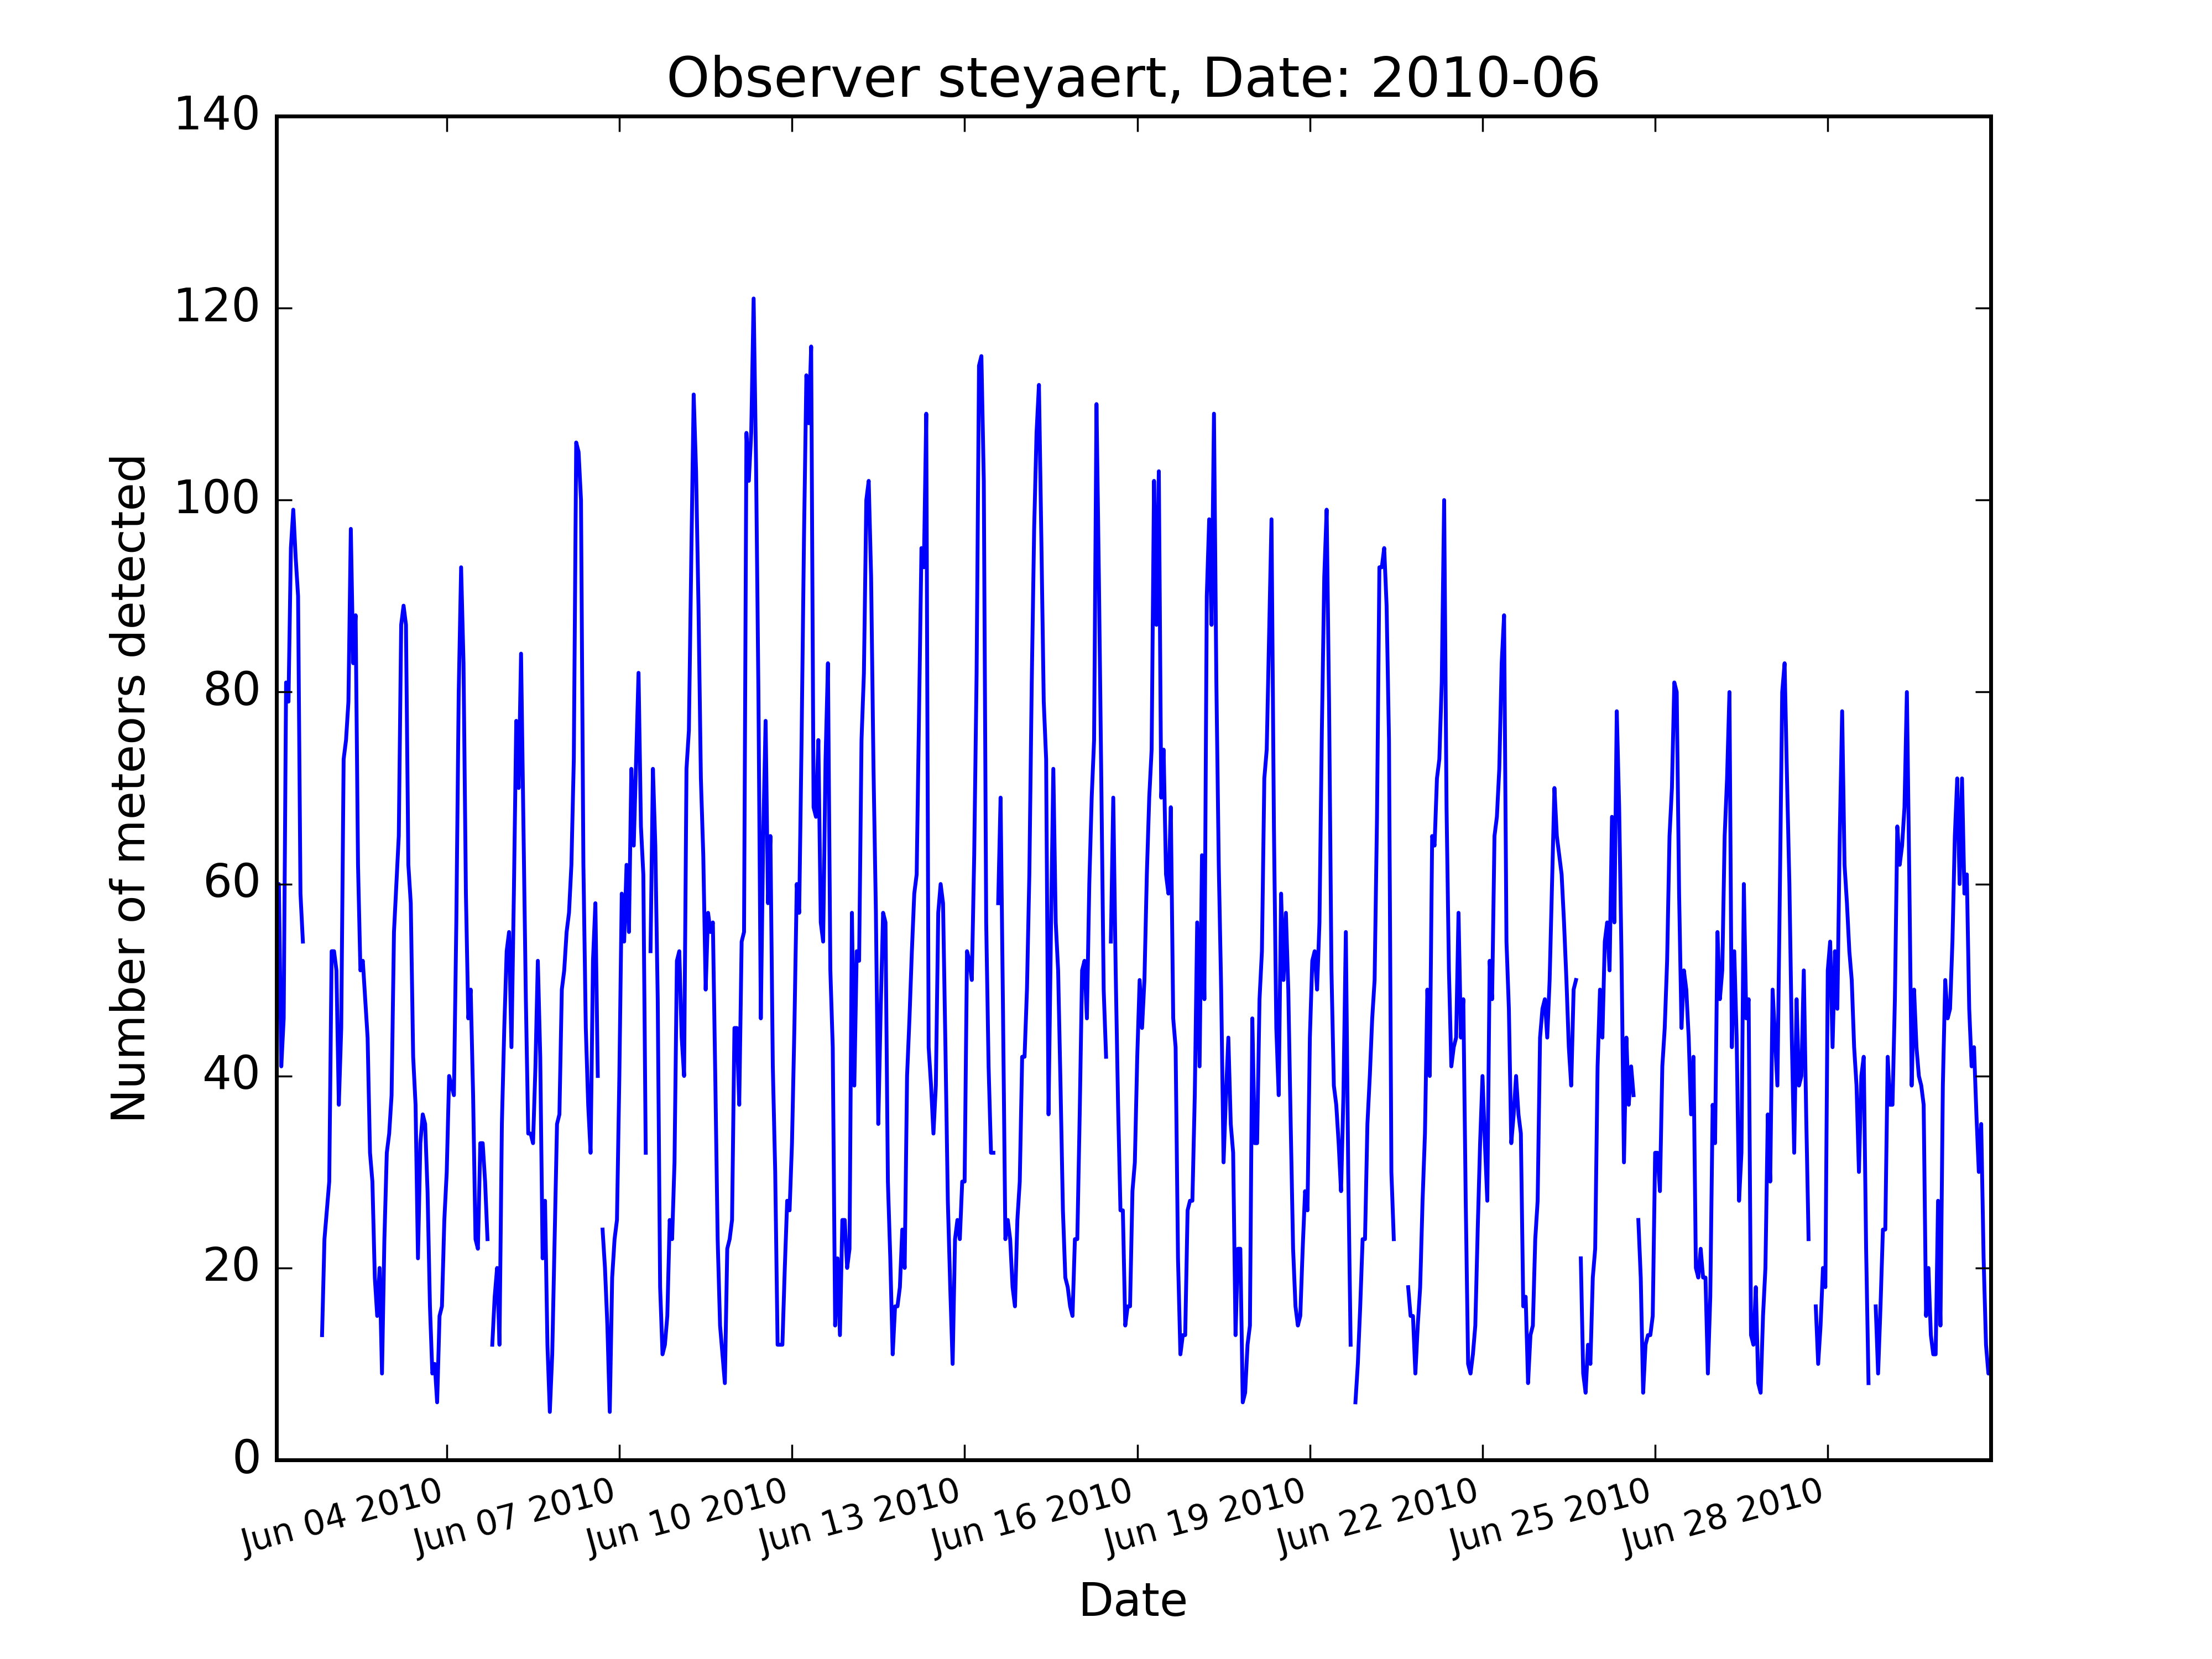 Observer steyaert, Date: 2010-06
140
120
100
80
60
40
20
0
Number of meteors detected
Jun 04 2010
Jun 07 2010
Jun 10 2010
Jun 13 2010
Jun 16 2010
Jun 19 2010
Jun 22 2010
Jun 25 2010
Jun 28 2010
Date